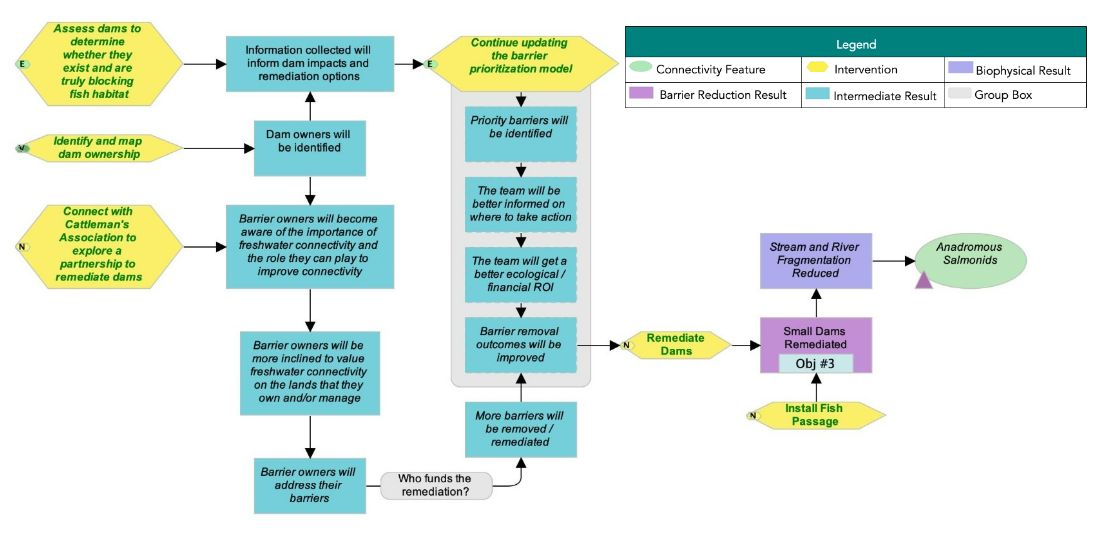 Assess dams to
determine
whether they
exist and are
truly blocking
fish habitat
E
Information collected will
inform dam impacts and
remediation options
E
Continue updating
the barrier
prioritization model
Legend
Connectivity Feature
Intervention
Biophysical Result
Barrier Reduction Result
Intermediate Result
Group Box
Identify and map
dam ownership
Dam owners will
be identified
Priority barriers will
be identified
Connect with
Cattleman's
Association to
explore a
partnership to
remediate dams
N
Barrier owners will become
aware of the importance of
freshwater connectivity and
the role they can play to
improve connectivity
The team will be
better informed on
where to take action
The team will get a
better ecological /
financial ROI
Stream and River
Fragmentation
Reduced
Anadromous
Salmonids
Barrier owners will be
more inclined to value
freshwater connectivity
on the lands that they
own and/or manage
Barrier removal
outcomes will be
improved
N
Remediate
Dams
Small Dams
Remediated
Obj #3
N
Install Fish
Passage
More barriers will
be removed /
remediated
Barrier owners will
address their
barriers
Who funds the
remediation?